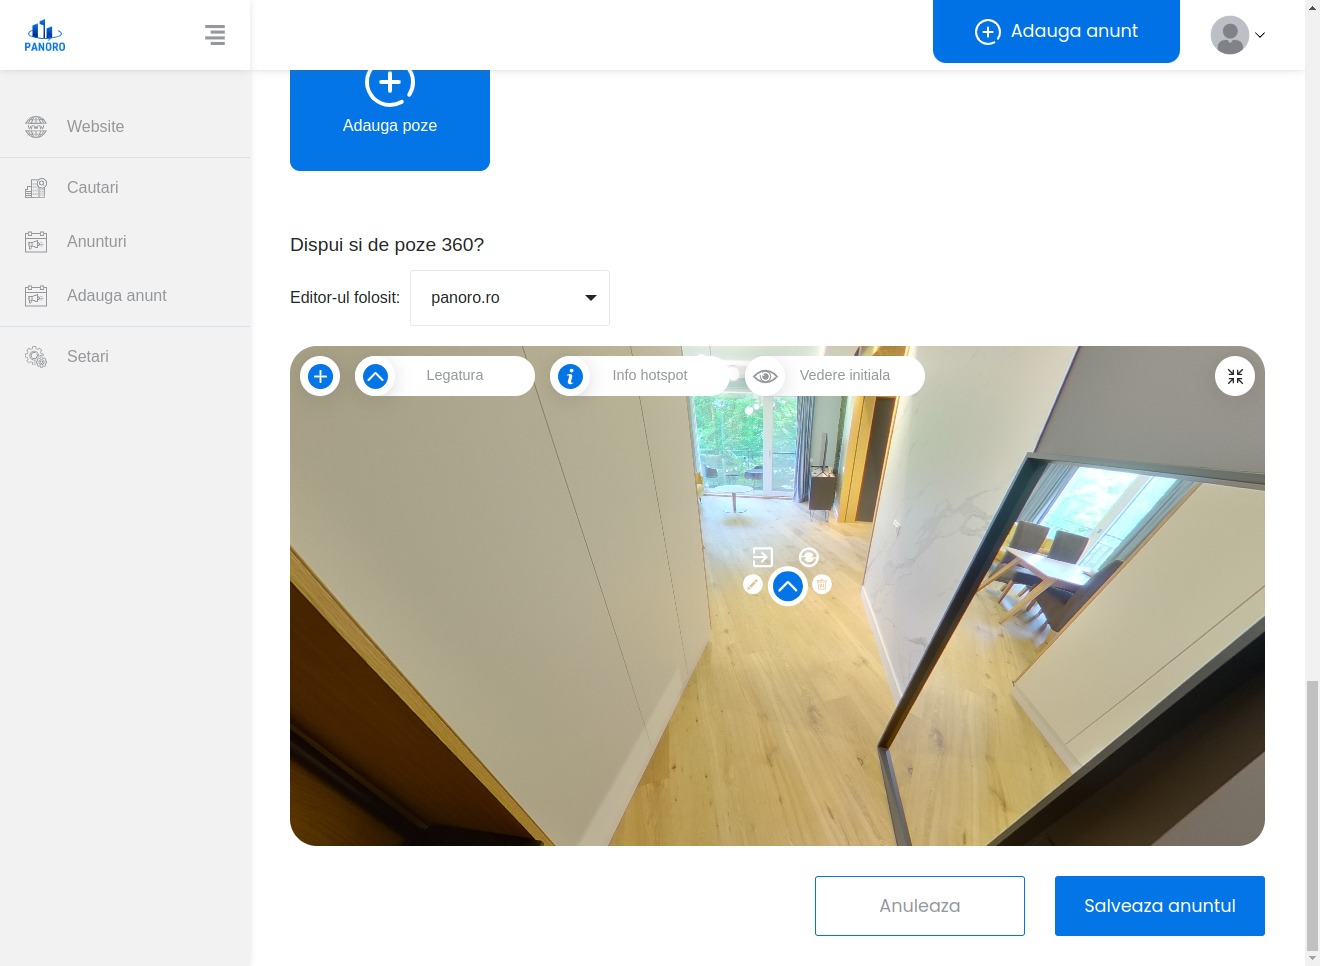 PANORO
Adauga anunt
Website
Cautari
Anunturi
Adauga anunt
Setari
Adauga poze
Dispui si de poze 360?
Editor-ul folosit:
panoro.ro
Legatura
Info hotspot
Vedere initiala
Anuleaza
Salveaza anuntul